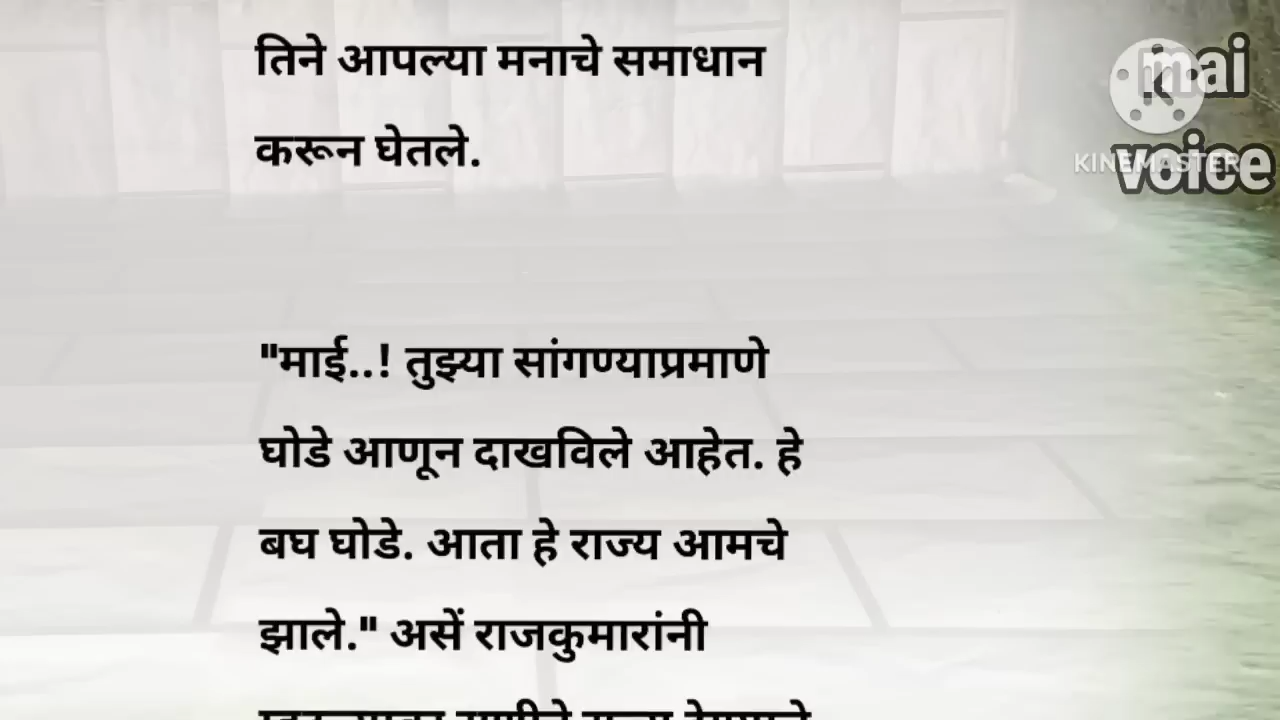 तिने आपल्या मनाचे समाधान
करून घेतले.
"माई..! तुझ्या सांगण्याप्रमाणे
घोडे आणून दाखविले आहेत. हे
बघ घोडे. आता हे राज्य आमचे
झाले." असें राजकुमारांनी
mai
voice
KINEMASTER